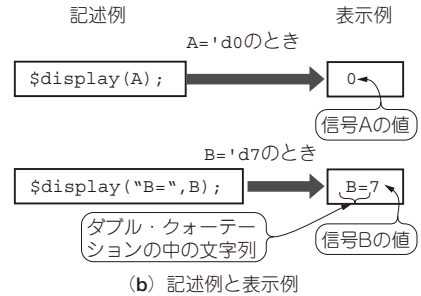 記述例 表示例
A='d0のとき
$display(A); 0
信号Aの値
B='d7のとき
$display(“B=“,B); B=7
ダブル・クォーテー
ションの中の文字列
信号Bの値
(b) 記述例と表示例